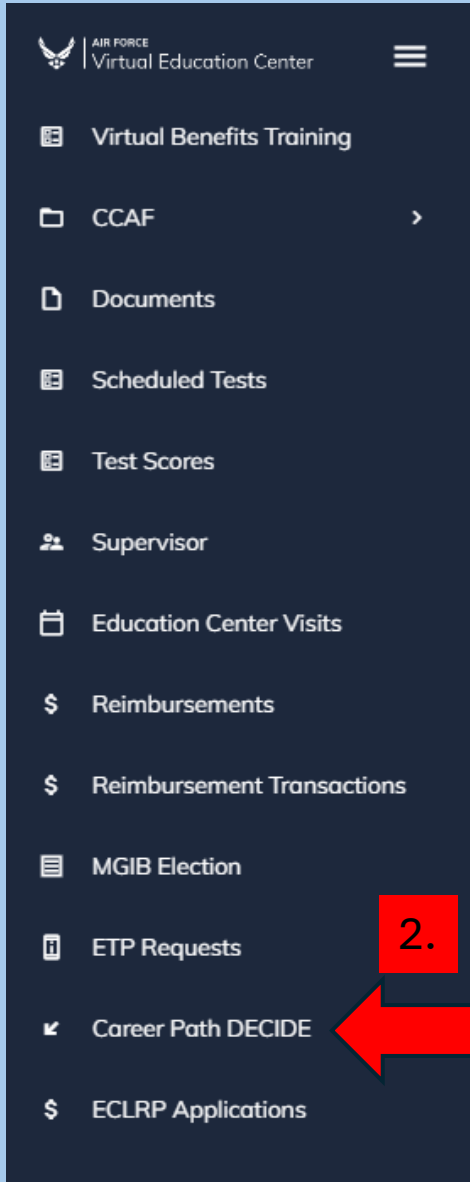 AIR FORCE
Virtual Education Center
Virtual Benefits Training
CCAF
Documents
Scheduled Tests
Test Scores
Supervisor
Education Center Visits
Reimbursements
Reimbursement Transactions
MGIB Election
ETP Requests
2.
Career Path DECIDE
ECLRP Applications